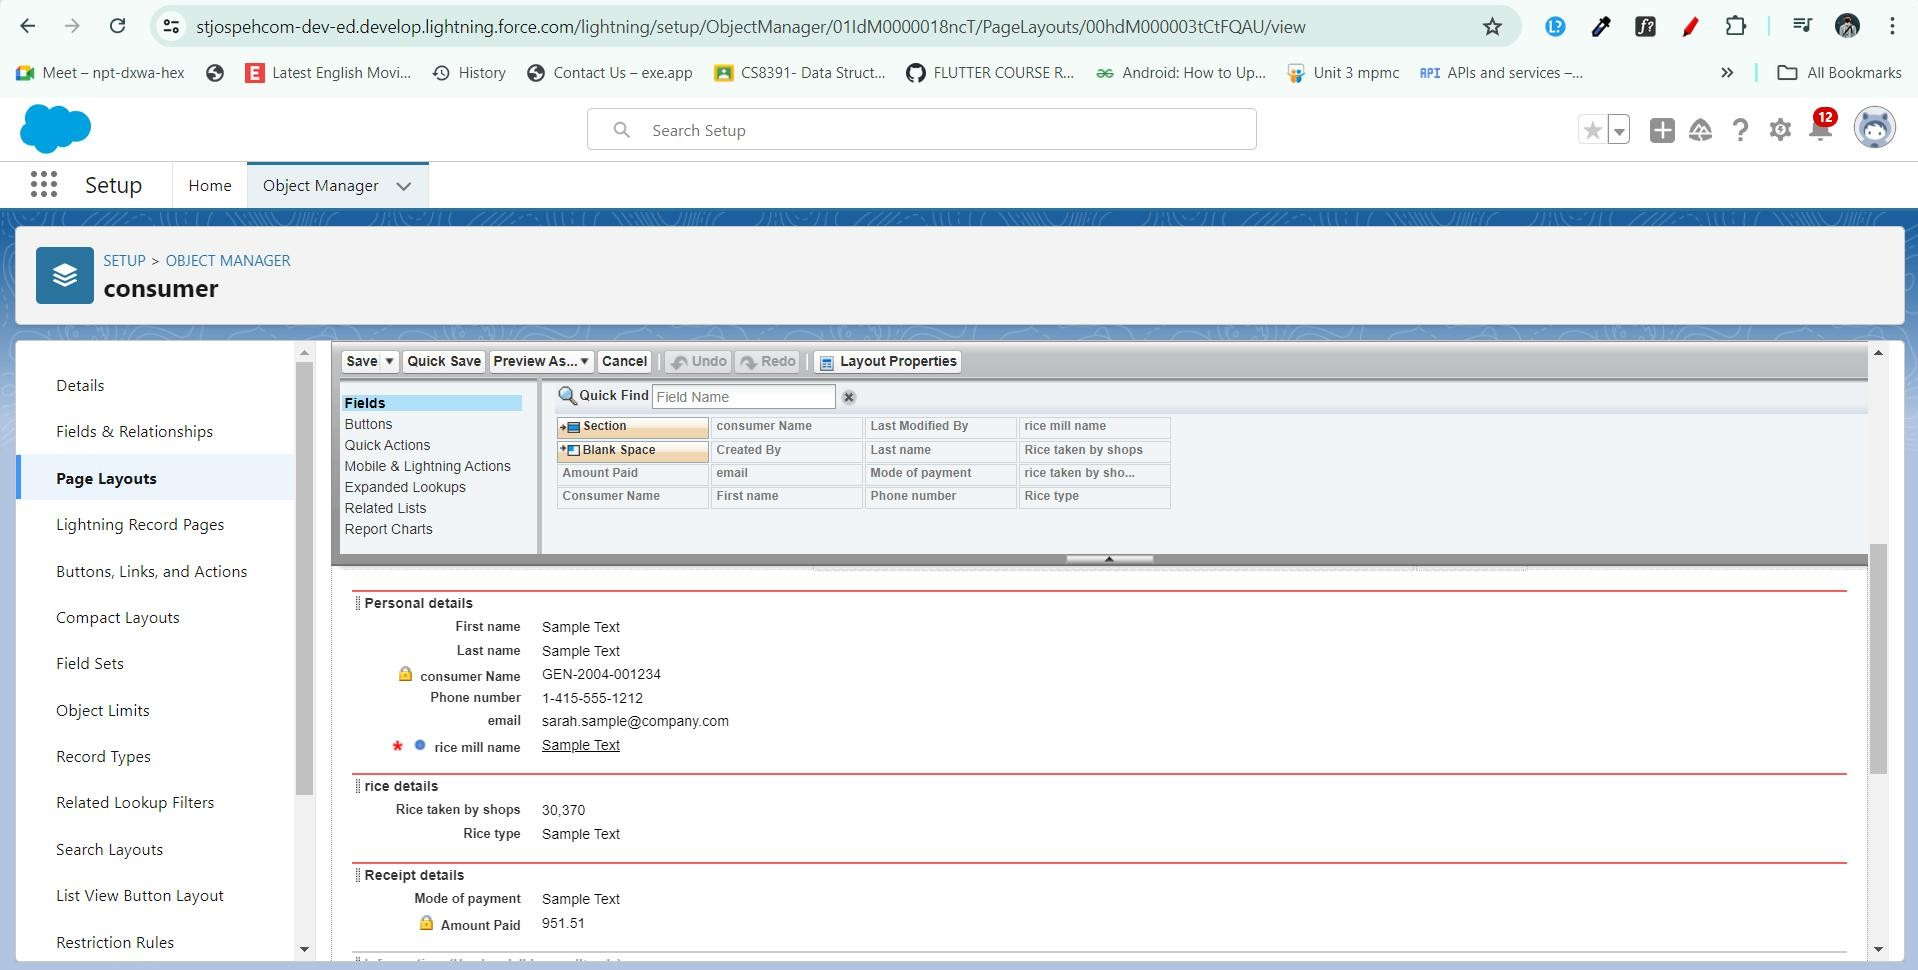 stjospehcom-dev-ed.develop.lightning.force.com/lightning/setup/ObjectManager/01IdM0000018ncT/PageLayouts/00hdM000003tCtFQAU/view
Meet – npt-dxwa-hex
Latest English Movi...
History
Contact Us – exe.app
CS8391- Data Struct...
FLUTTER COURSE R...
Android: How to Up...
Unit 3 mpmc
API APIs and services –...
All Bookmarks
Search Setup
12
Setup
Home
Object Manager
SETUP > OBJECT MANAGER
consumer
Details
Fields & Relationships
Page Layouts
Lightning Record Pages
Buttons, Links, and Actions
Compact Layouts
Field Sets
Object Limits
Record Types
Related Lookup Filters
Search Layouts
List View Button Layout
Restriction Rules
Save Quick Save Preview As... Cancel Undo Redo Layout Properties
Fields
Buttons
Quick Actions
Mobile & Lightning Actions
Expanded Lookups
Related Lists
Report Charts
Quick Find Field Name
Section consumer Name Last Modified By rice mill name
Blank Space Created By Last name Rice taken by shops
Amount Paid email Mode of payment rice taken by sho...
Consumer Name First name Phone number Rice type
Personal details
First name Sample Text
Last name Sample Text
consumer Name GEN-2004-001234
Phone number 1-415-555-1212
email sarah.sample@company.com
* rice mill name Sample Text
rice details
Rice taken by shops 30,370
Rice type Sample Text
Receipt details
Mode of payment Sample Text
Amount Paid 951.51